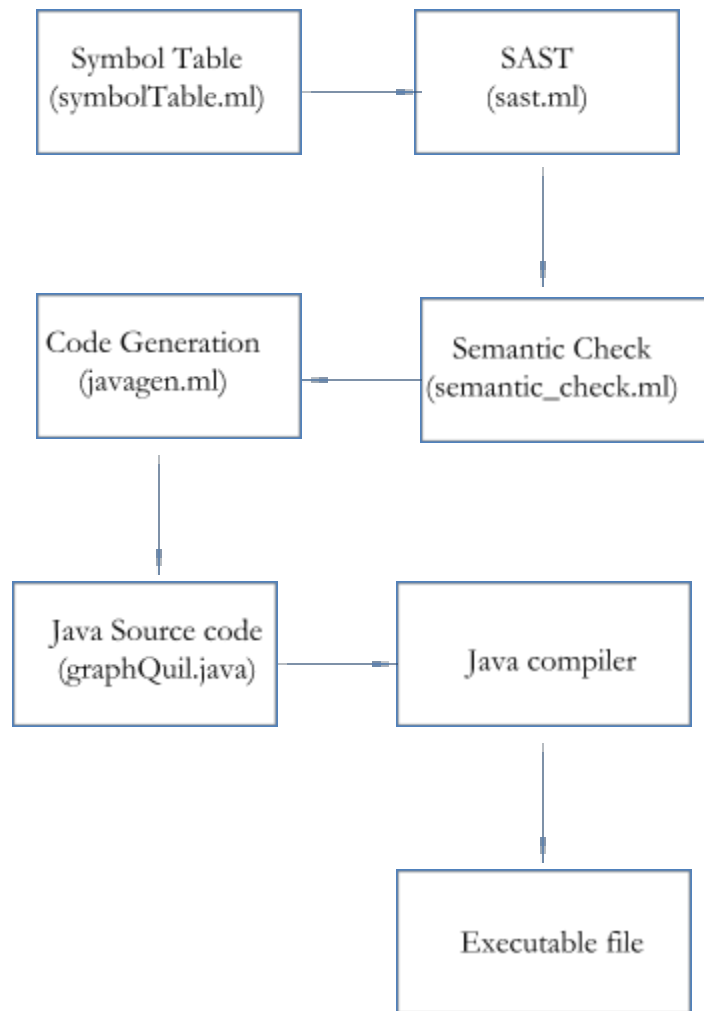 Symbol Table
(symbolTable.ml)
SAST
(sast.ml)
Code Generation
(javagen.ml)
Semantic Check
(semantic_check.ml)
Java Source code
(graphQuil.java)
Java compiler
Executable file